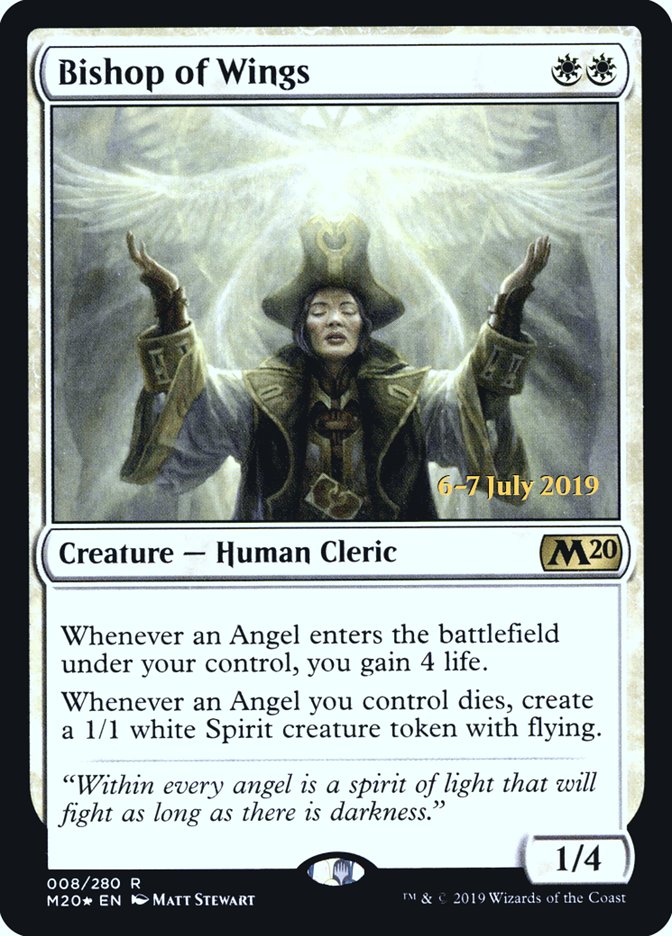 Bishop of Wings
6–7 July 2019
Creature — Human Cleric
M20
Whenever an Angel enters the battlefield
under your control, you gain 4 life.
Whenever an Angel you control dies, create
a 1/1 white Spirit creature token with flying.
“Within every angel is a spirit of light that will
fight as long as there is darkness.”
1/4
008/280 R
M20★ EN Matt Stewart
™ & © 2019 Wizards of the Coast